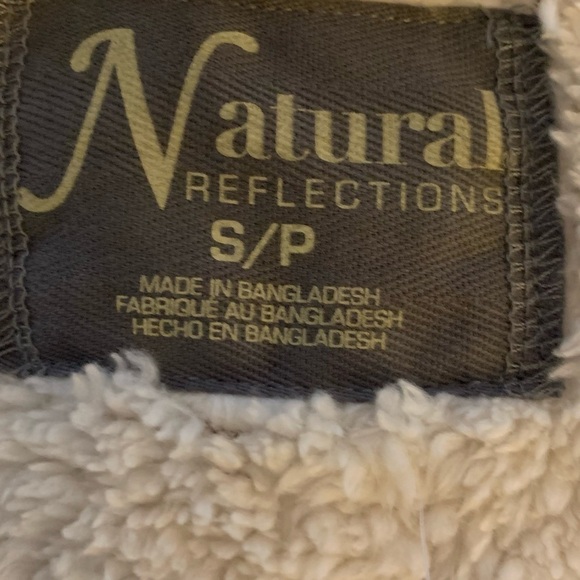 Natural
REFLECTIONS
S/P
MADE IN BANGLADESH
FABRIQUÉ AU BANGLADESH
HECHO EN BANGLADESH